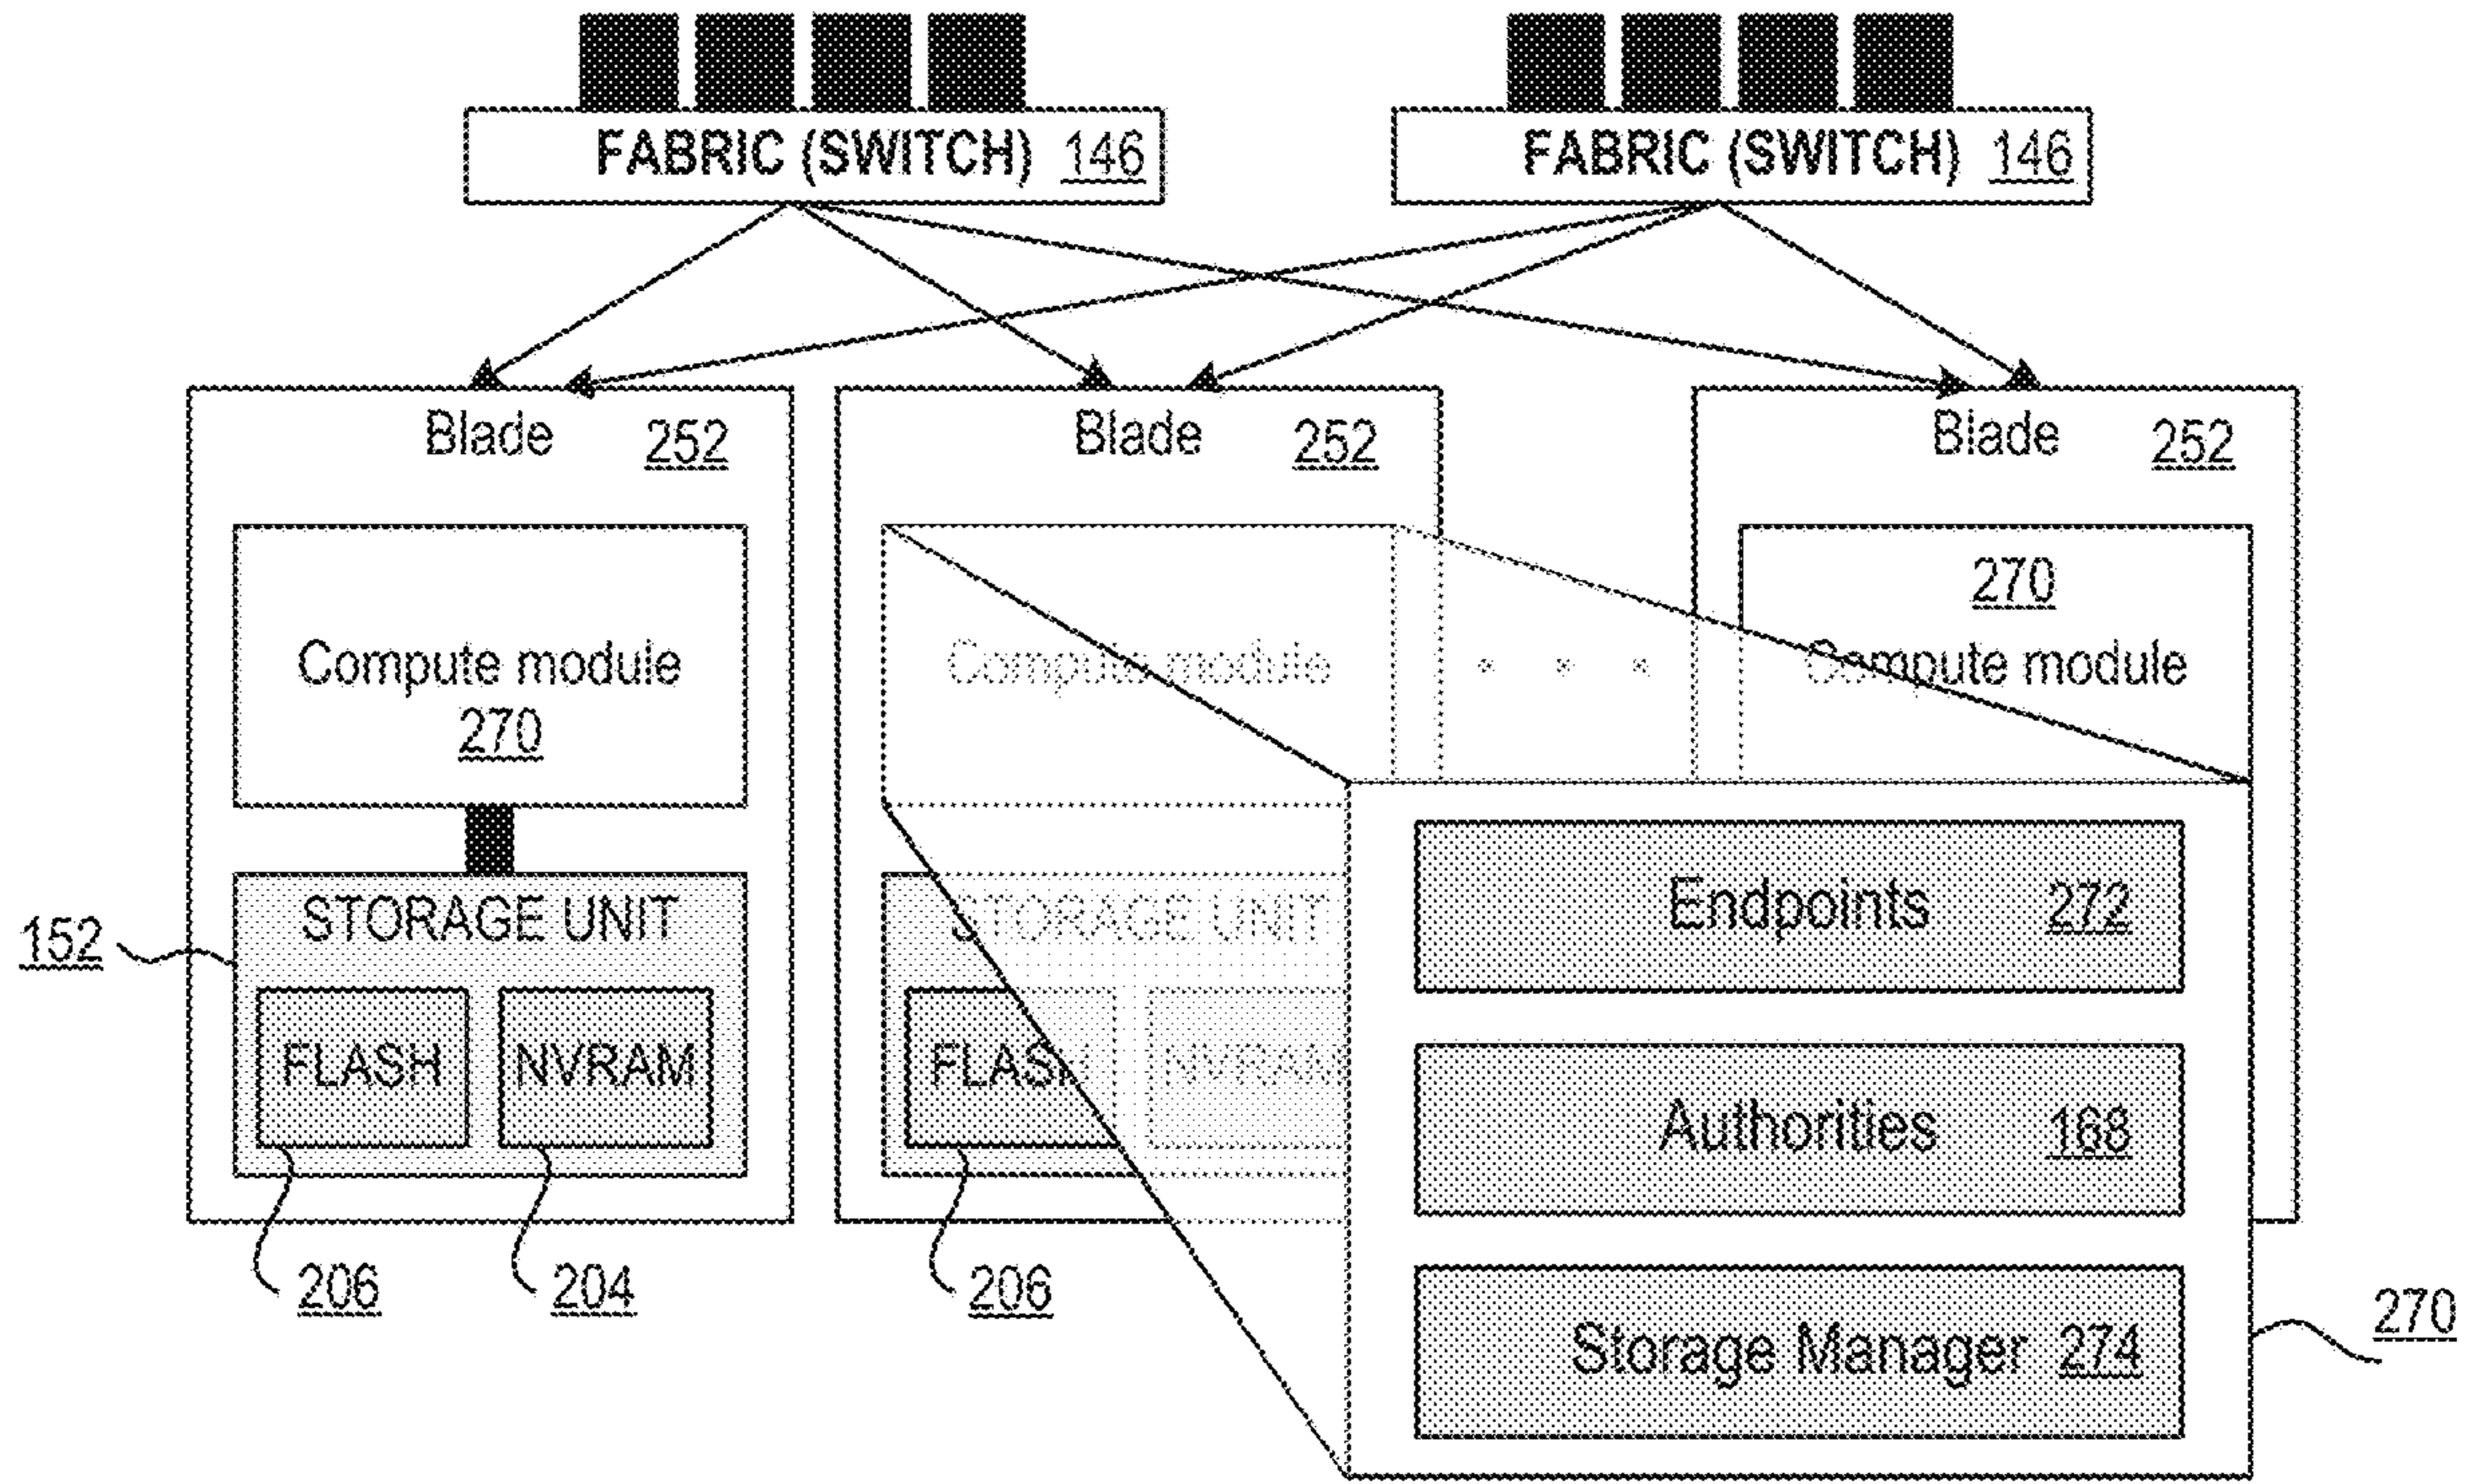 FABRIC (SWITCH) 146
FABRIC (SWITCH) 146
Blade 252
Blade 252
Blade 252
Compute module
270
Compute module
270
Compute module
152
STORAGE UNIT
FLASH
NVRAM
206
204
STORAGE UNIT
FLASH
NVRAM
206
Endpoints 272
Authorities 168
Storage Manager 274
270